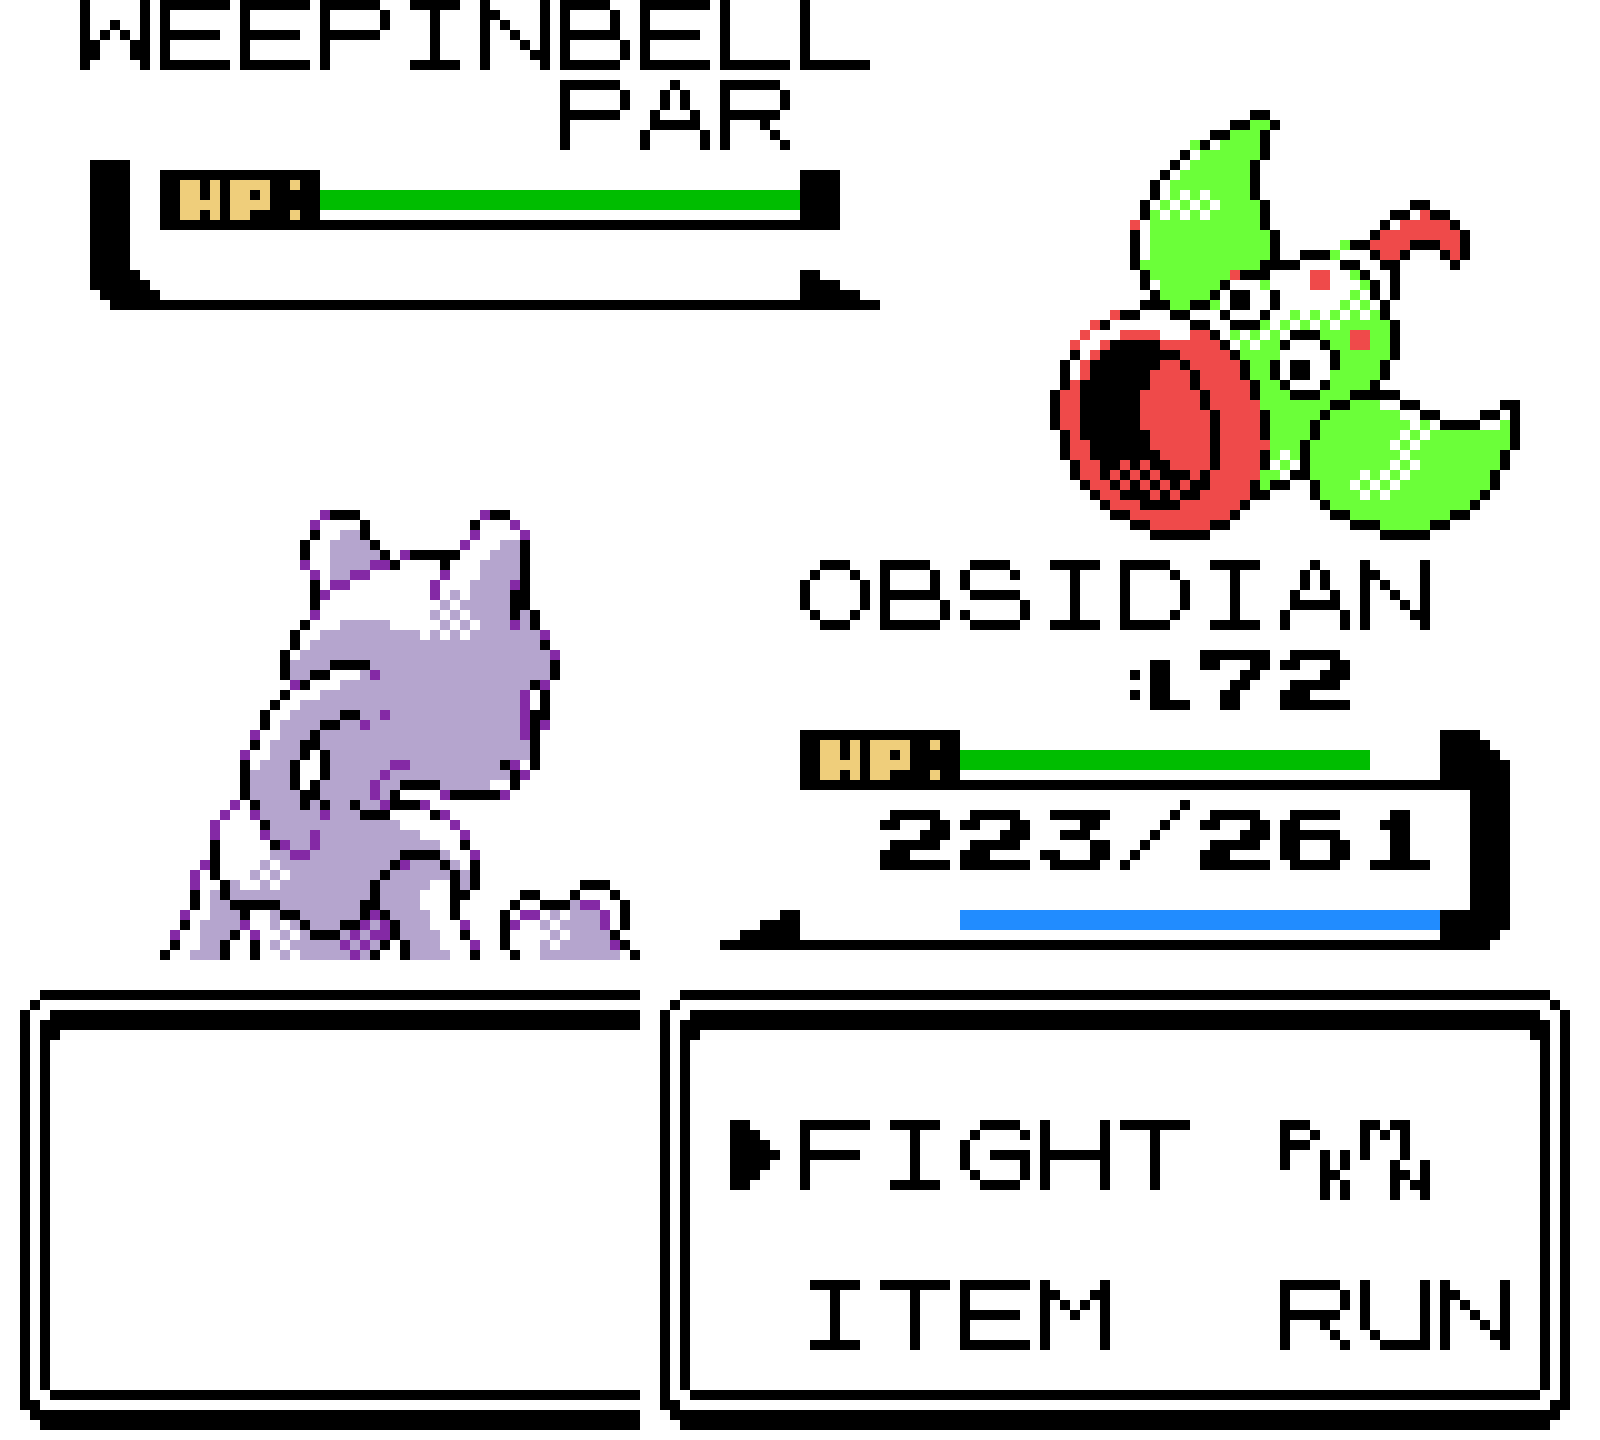 WEEPINBELL
PAR
HP:
OBSIDIAN
:L72
HP:
223/261
FIGHT PKMN
ITEM RUN